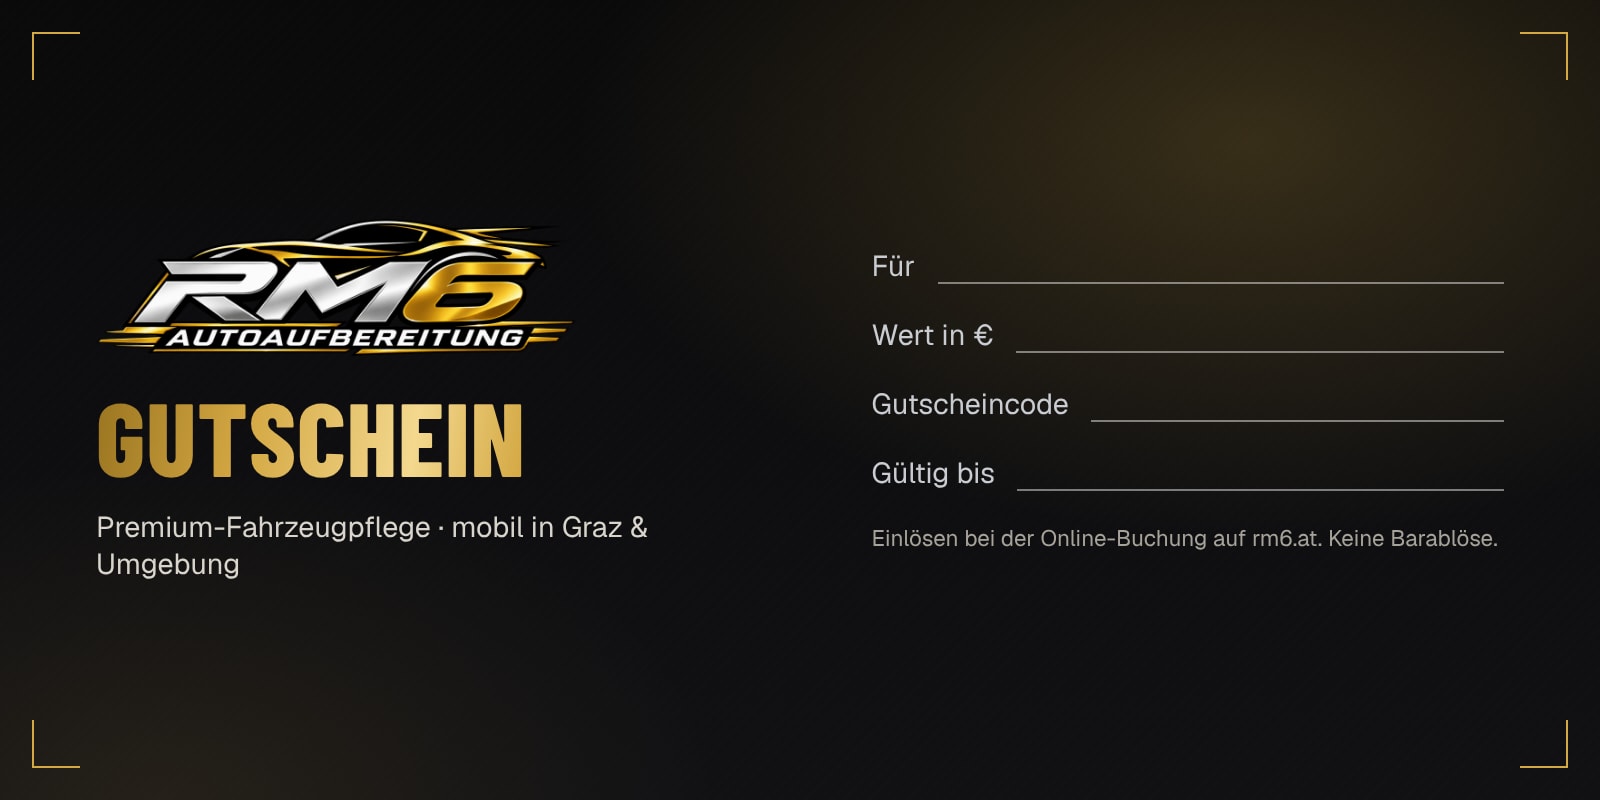 RM6
AUTOAUFBEREITUNG
GUTSCHEIN
Premium-Fahrzeugpflege · mobil in Graz &
Umgebung
Für
Wert in €
Gutscheincode
Gültig bis
Einlösen bei der Online-Buchung auf rm6.at. Keine Barablöse.